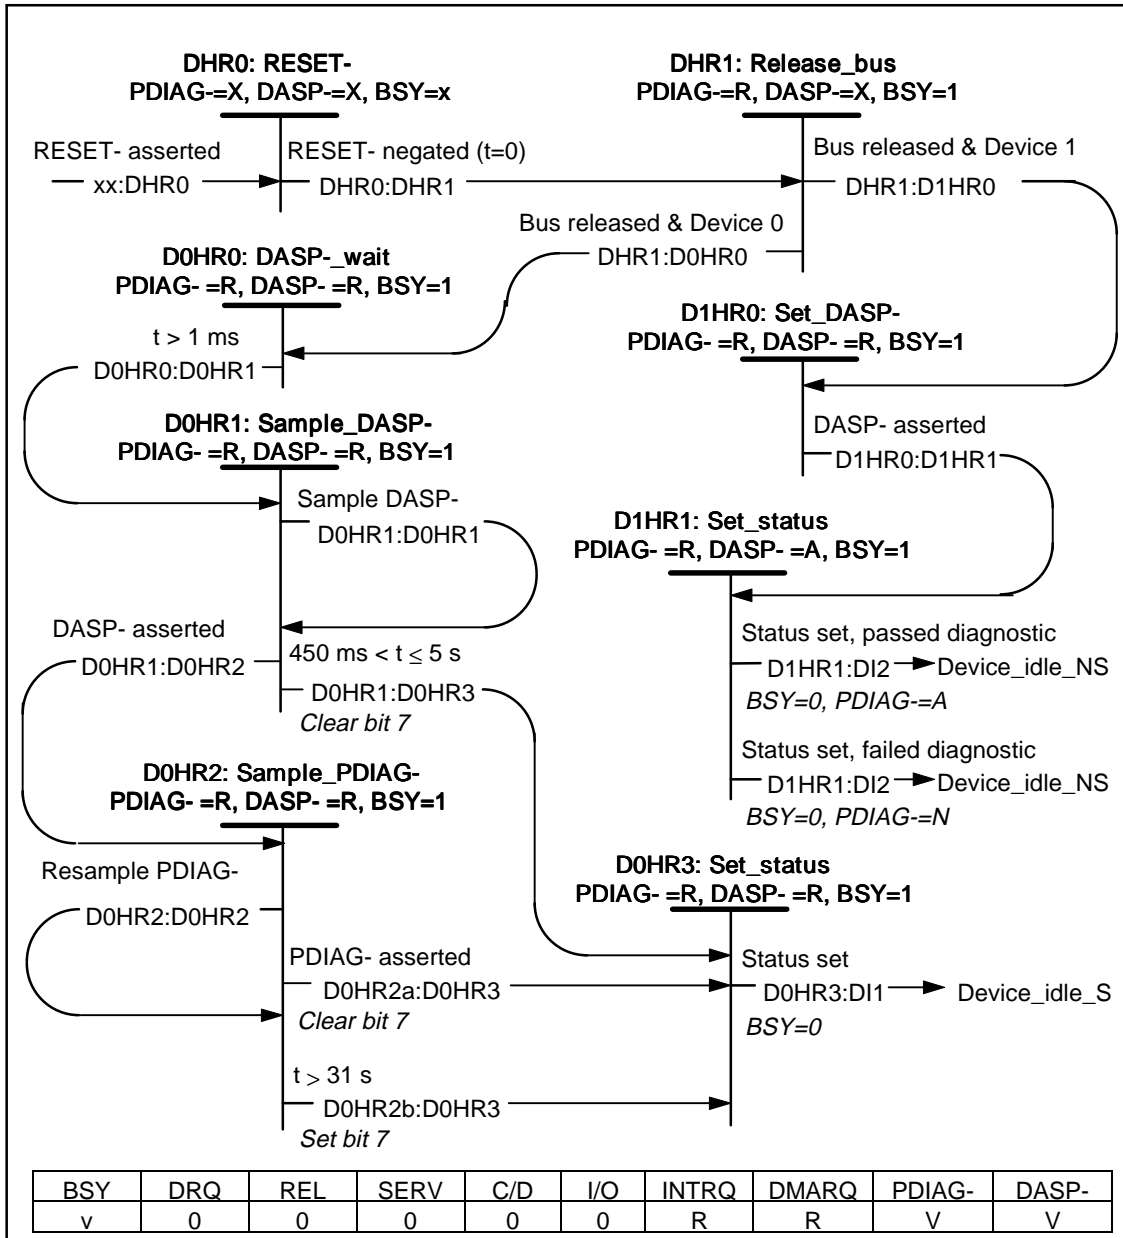 DHR0: RESET-
PDIAG-=X, DASP-=X, BSY=x
DHR1: Release_bus
PDIAG-=R, DASP-=X, BSY=1
RESET- asserted
xx:DHR0
RESET- negated (t=0)
DHR0:DHR1
Bus released & Device 1
DHR1:D1HR0
Bus released & Device 0
DHR1:D0HR0
D0HR0: DASP-_wait
PDIAG- =R, DASP- =R, BSY=1
t > 1 ms
D0HR0:D0HR1
D1HR0: Set_DASP-
PDIAG- =R, DASP- =R, BSY=1
DASP- asserted
D1HR0:D1HR1
D0HR1: Sample_DASP-
PDIAG- =R, DASP- =R, BSY=1
Sample DASP-
D0HR1:D0HR1
DASP- asserted
D0HR1:D0HR2
450 ms < t ≤ 5 s
D0HR1:D0HR3
Clear bit 7
D1HR1: Set_status
PDIAG- =R, DASP- =A, BSY=1
Status set, passed diagnostic
D1HR1:DI2 Device_idle_NS
BSY=0, PDIAG-=A
Status set, failed diagnostic
D1HR1:DI2 Device_idle_NS
BSY=0, PDIAG-=N
D0HR2: Sample_PDIAG-
PDIAG- =R, DASP- =R, BSY=1
Resample PDIAG-
D0HR2:D0HR2
PDIAG- asserted
D0HR2a:D0HR3
Clear bit 7
t > 31 s
D0HR2b:D0HR3
Set bit 7
D0HR3: Set_status
PDIAG- =R, DASP- =R, BSY=1
Status set
D0HR3:DI1 Device_idle_S
BSY=0
BSY DRQ REL SERV C/D I/O INTRQ DMARQ PDIAG- DASP-
v 0 0 0 0 0 R R V V